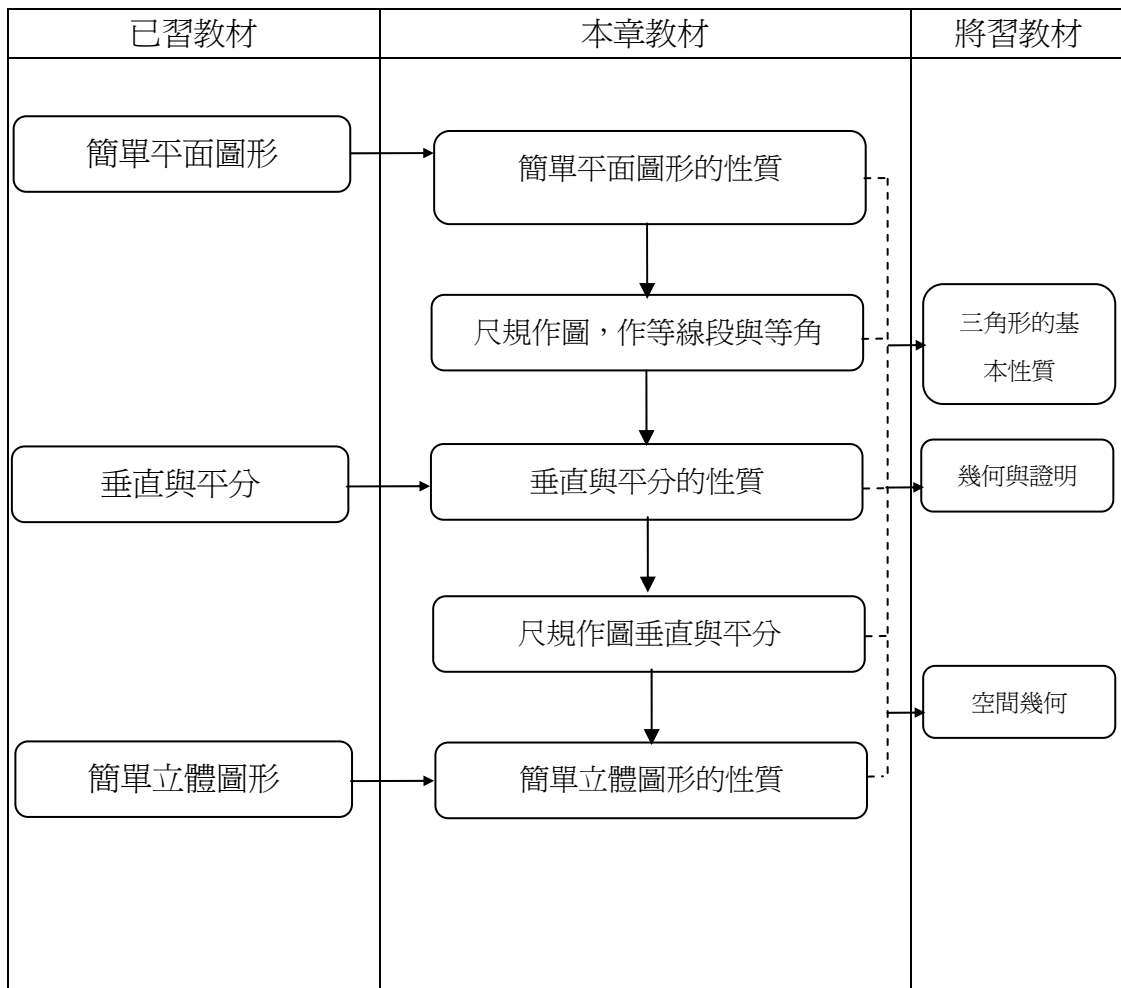 已習教材
本章教材
將習教材
簡單平面圖形
簡單平面圖形的性質
尺規作圖，作等線段與等角
三角形的基
本性質
垂直與平分
垂直與平分的性質
幾何與證明
尺規作圖垂直與平分
空間幾何
簡單立體圖形
簡單立體圖形的性質